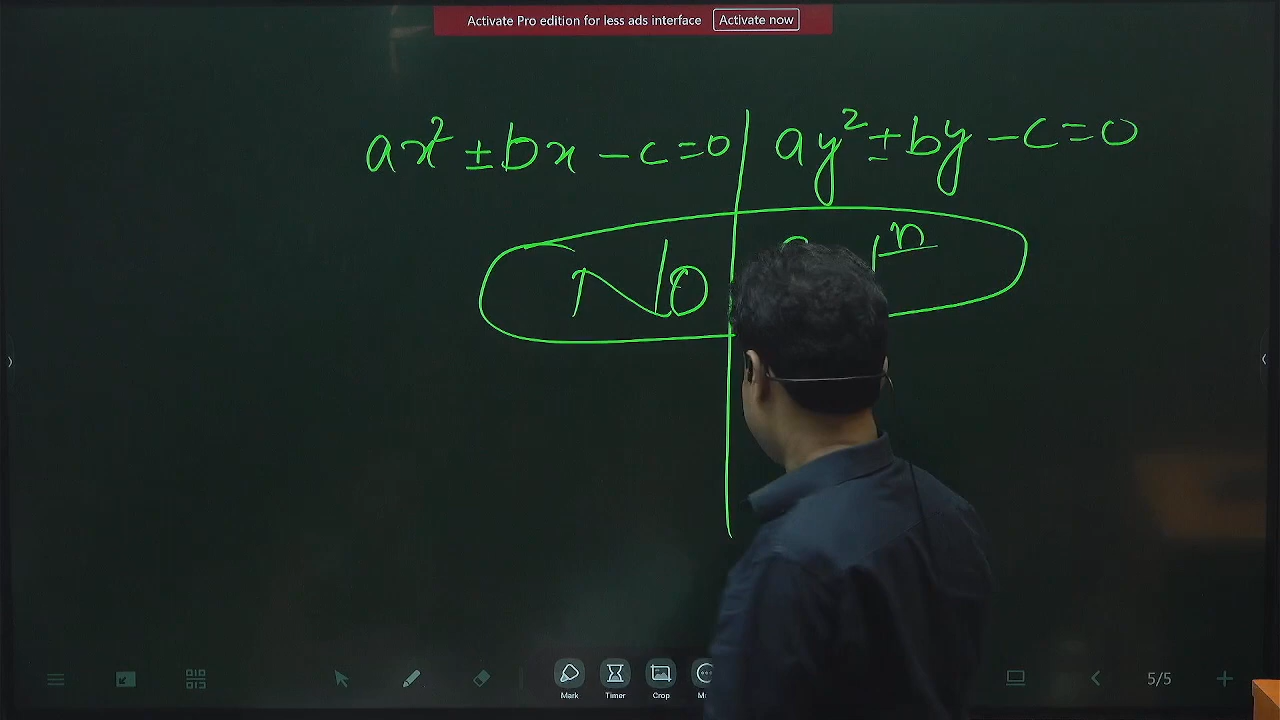 Activate Pro edition for less ads interface Activate now
ax² ± bx - c = 0 ay² ± by - c = 0
No
Mark Timer Crop
5/5